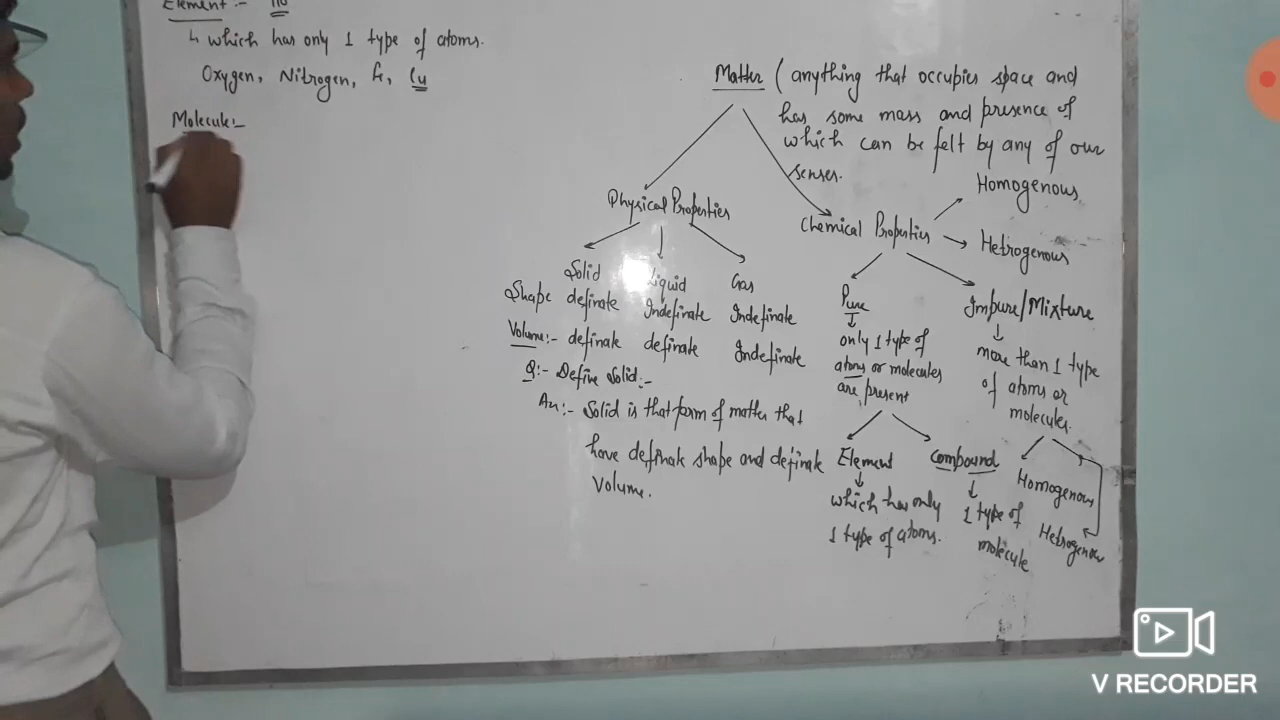 Element :-
↳ which has only 1 type of atoms.
Oxygen, Nitrogen, Cu
Molecule:-
Matter ( anything that occupies space and
has some mass and presence of
which can be felt by any of our
senses.
Physical Properties
Chemical Properties
Homogenous
Hetrogenous
Solid Liquid Gas
Shape definate Indefinate Indefinate
Volume:- definate definate Indefinate
Q:- Define Solid:-
An:- Solid is that form of matter that
have definate shape and definate
Volume.
Pure
only 1 type of
atoms or molecules
are present
Impure/Mixture
more than 1 type
of atoms or
molecules.
Element
which has only
1 type of atoms.
Compound
1 type of
molecule
Homogenous
Hetrogenous
V RECORDER